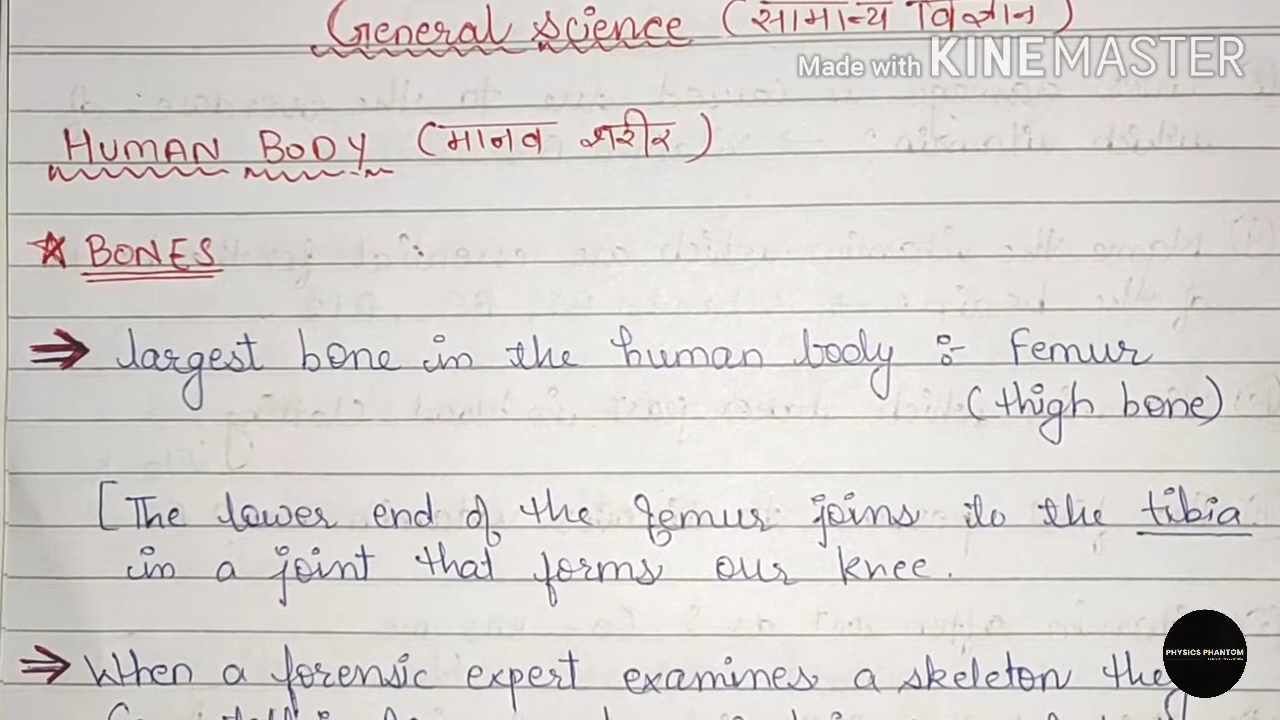 General science (सामान्य विज्ञान)
Made with KINEMASTER
HUMAN BODY (मानव शरीर)
BONES
⇒ largest bone in the human body :- Femur
(thigh bone)
[The lower end of the femur joins to the tibia
in a joint that forms our knee.
PHYSICS PHANTOM
⇒ When a forensic expert examines a skeleton they